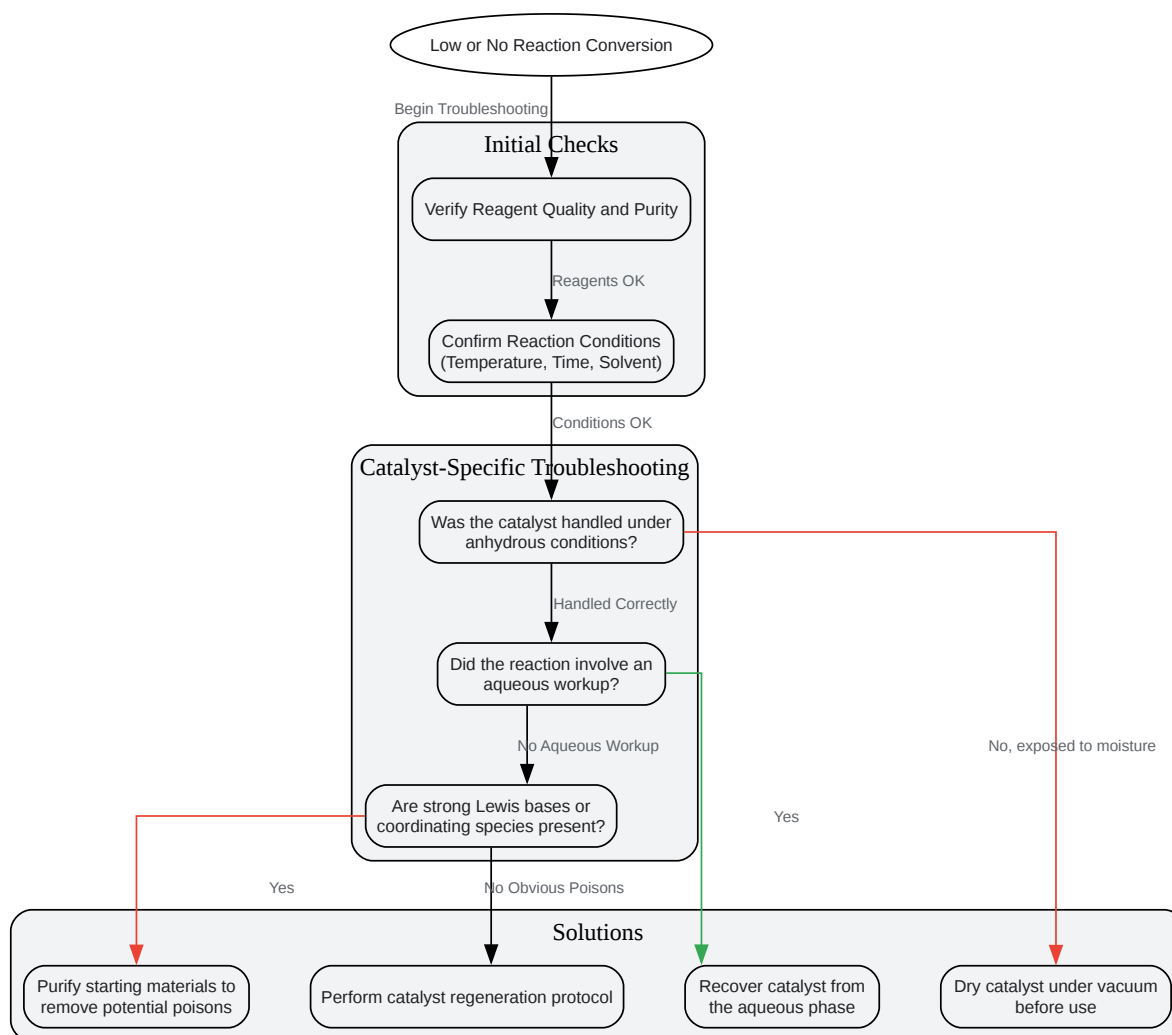 Low or No Reaction Conversion
Begin Troubleshooting
Initial Checks
Verify Reagent Quality and Purity
Reagents OK
Confirm Reaction Conditions
(Temperature, Time, Solvent)
Conditions OK
Catalyst-Specific Troubleshooting
Was the catalyst handled under
anhydrous conditions?
Handled Correctly
Did the reaction involve an
aqueous workup?
No Aqueous Workup
No, exposed to moisture
Are strong Lewis bases or
coordinating species present?
Yes
Yes
No Obvious Poisons
Solutions
Purify starting materials to
remove potential poisons
Perform catalyst regeneration protocol
Recover catalyst from
the aqueous phase
Dry catalyst under vacuum
before use